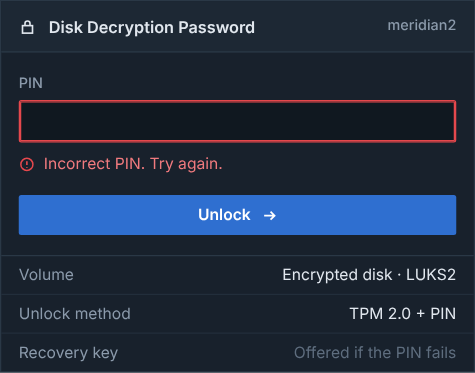 Disk Decryption Password meridian2
PIN
Incorrect PIN. Try again.
Unlock →
Volume Encrypted disk · LUKS2
Unlock method TPM 2.0 + PIN
Recovery key Offered if the PIN fails